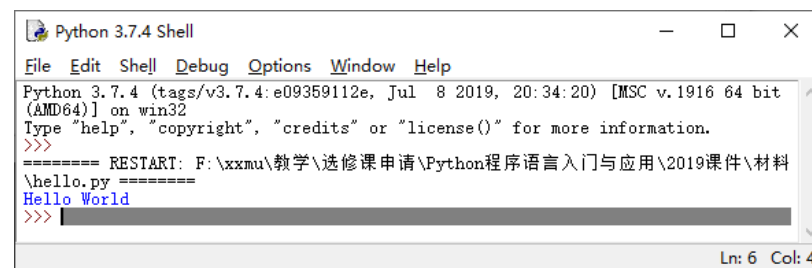 Python 3.7.4 Shell
File Edit Shell Debug Options Window Help
Python 3.7.4 (tags/v3.7.4:e09359112e, Jul  8 2019, 20:34:20) [MSC v.1916 64 bit
(AMD64)] on win32
Type "help", "copyright", "credits" or "license()" for more information.
>>>
======== RESTART: F:\xxmu\教学\选修课申请\Python程序语言入门与应用\2019课件\材料
\hello.py ========
Hello World
>>>
Ln: 6 Col: 4